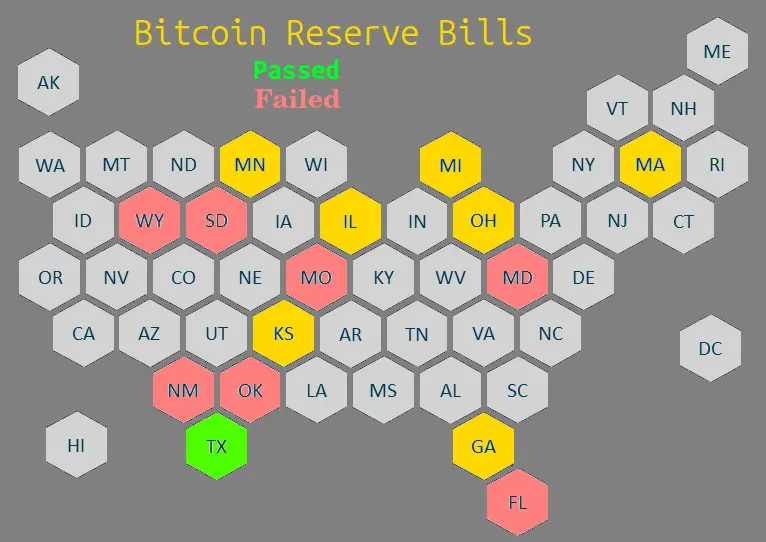 Bitcoin Reserve Bills
Passed
Failed
ME
AK
VT NH
WA MT ND MN WI MI NY MA RI
ID WY SD IA IL IN OH PA NJ CT
OR NV CO NE MO KY WV MD DE
CA AZ UT KS AR TN VA NC
DC
NM OK LA MS AL SC
HI TX GA
FL